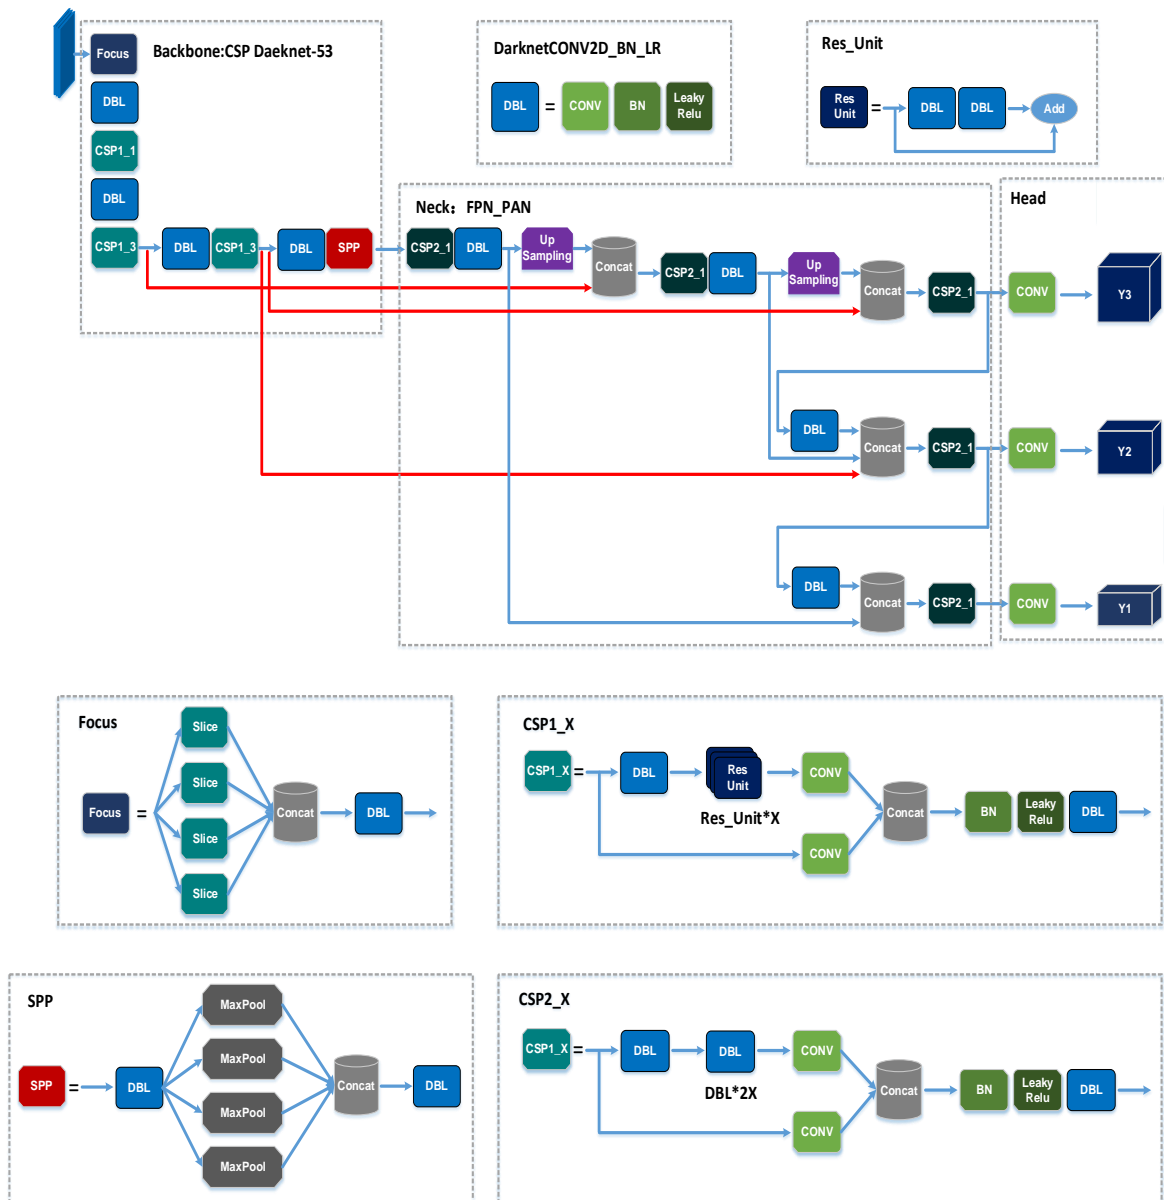 Backbone:CSP Daeknet-53
Focus
DBL
CSP1_1
DBL
CSP1_3
DBL
CSP1_3
DBL
SPP
DarknetCONV2D_BN_LR
DBL
=
CONV
BN
Leaky
Relu
Res_Unit
Res
Unit
=
DBL
DBL
Add
Neck: FPN_PAN
CSP2_1
DBL
Up
Sampling
Concat
CSP2_1
DBL
Up
Sampling
Concat
CSP2_1
DBL
Concat
CSP2_1
DBL
Concat
CSP2_1
Head
CONV
Y3
CONV
Y2
CONV
Y1
Focus
Focus
=
Slice
Slice
Slice
Slice
Concat
DBL
CSP1_X
CSP1_X
=
DBL
Res
Unit
Res_Unit*X
CONV
CONV
Concat
BN
Leaky
Relu
DBL
SPP
SPP
=
DBL
MaxPool
MaxPool
MaxPool
MaxPool
Concat
DBL
CSP2_X
CSP1_X
=
DBL
DBL
DBL*2X
CONV
CONV
Concat
BN
Leaky
Relu
DBL